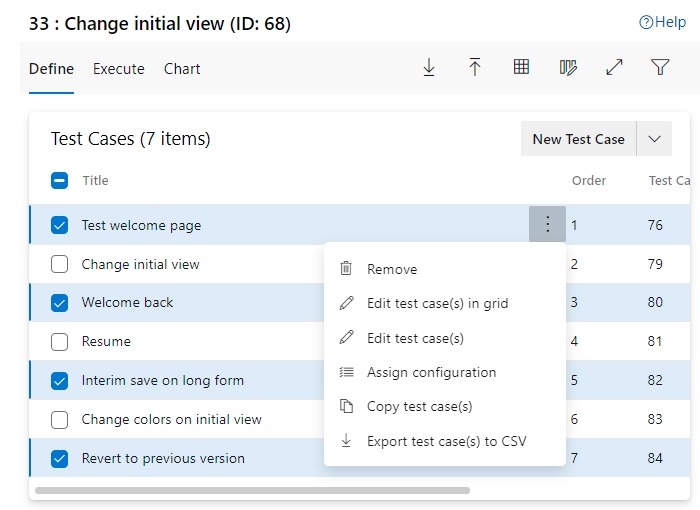 33 : Change initial view (ID: 68)
Help
Define Execute Chart
Test Cases (7 items)
New Test Case
Title Order Test Ca
Test welcome page 1 76
Change initial view 2 79
Remove
Edit test case(s) in grid
Welcome back 3 80
Edit test case(s)
Resume 4 81
Assign configuration
Interim save on long form 5 82
Copy test case(s)
Change colors on initial view 6 83
Export test case(s) to CSV
Revert to previous version 7 84